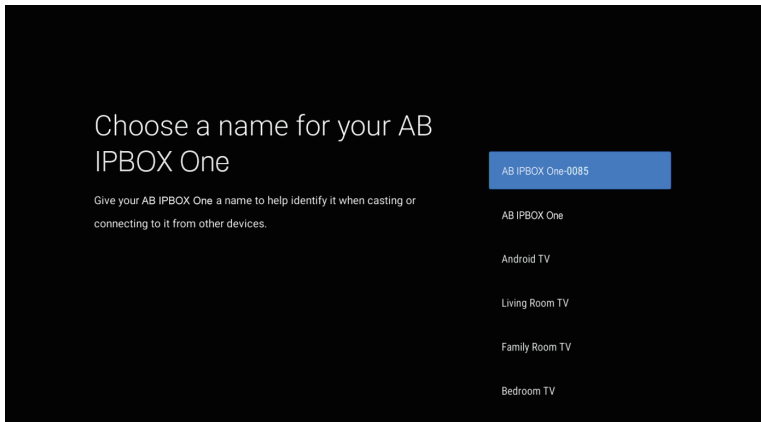 Choose a name for your AB
IPBOX One
Give your AB IPBOX One a name to help identify it when casting or
connecting to it from other devices.
AB IPBOX One-0085
AB IPBOX One
Android TV
Living Room TV
Family Room TV
Bedroom TV